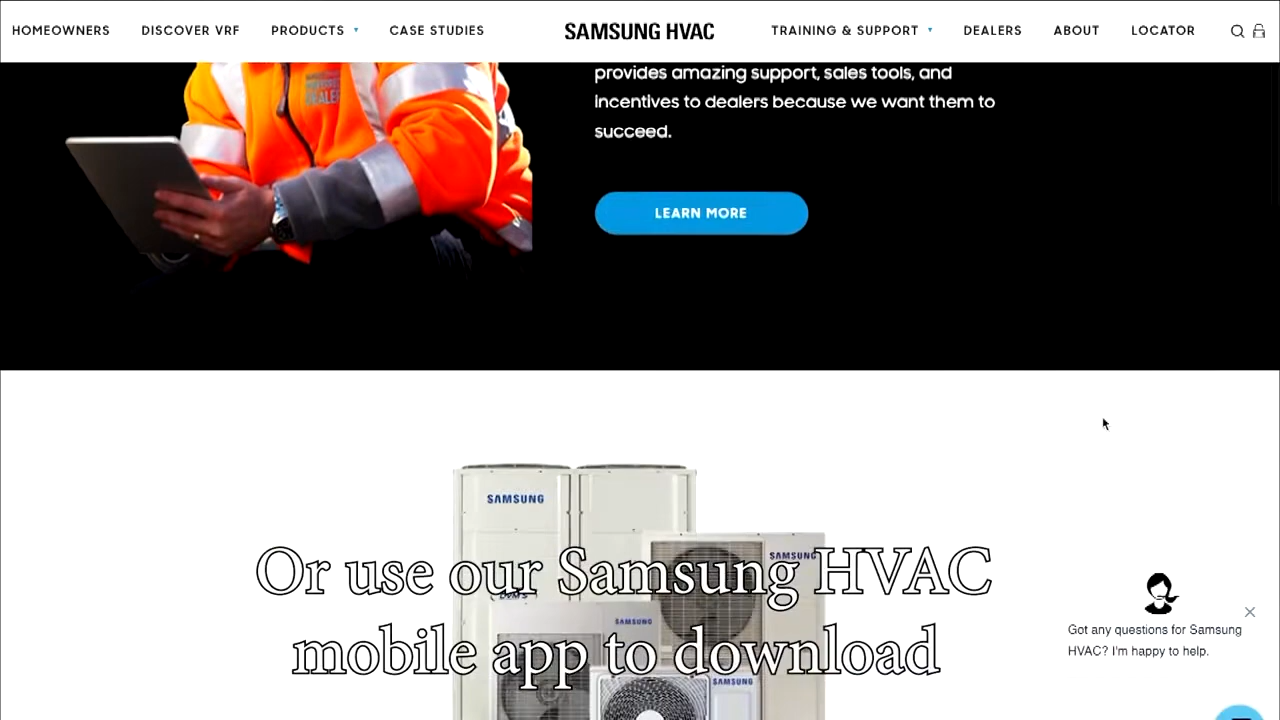 HOMEOWNERS DISCOVER VRF PRODUCTS CASE STUDIES SAMSUNG HVAC TRAINING & SUPPORT DEALERS ABOUT LOCATOR
provides amazing support, sales tools, and
incentives to dealers because we want them to
succeed.
LEARN MORE
SAMSUNG
SAMSUNG
Or use our Samsung HVAC
SAMSUNG
mobile app to download
SAMSUNG
Got any questions for Samsung
HVAC? I'm happy to help.